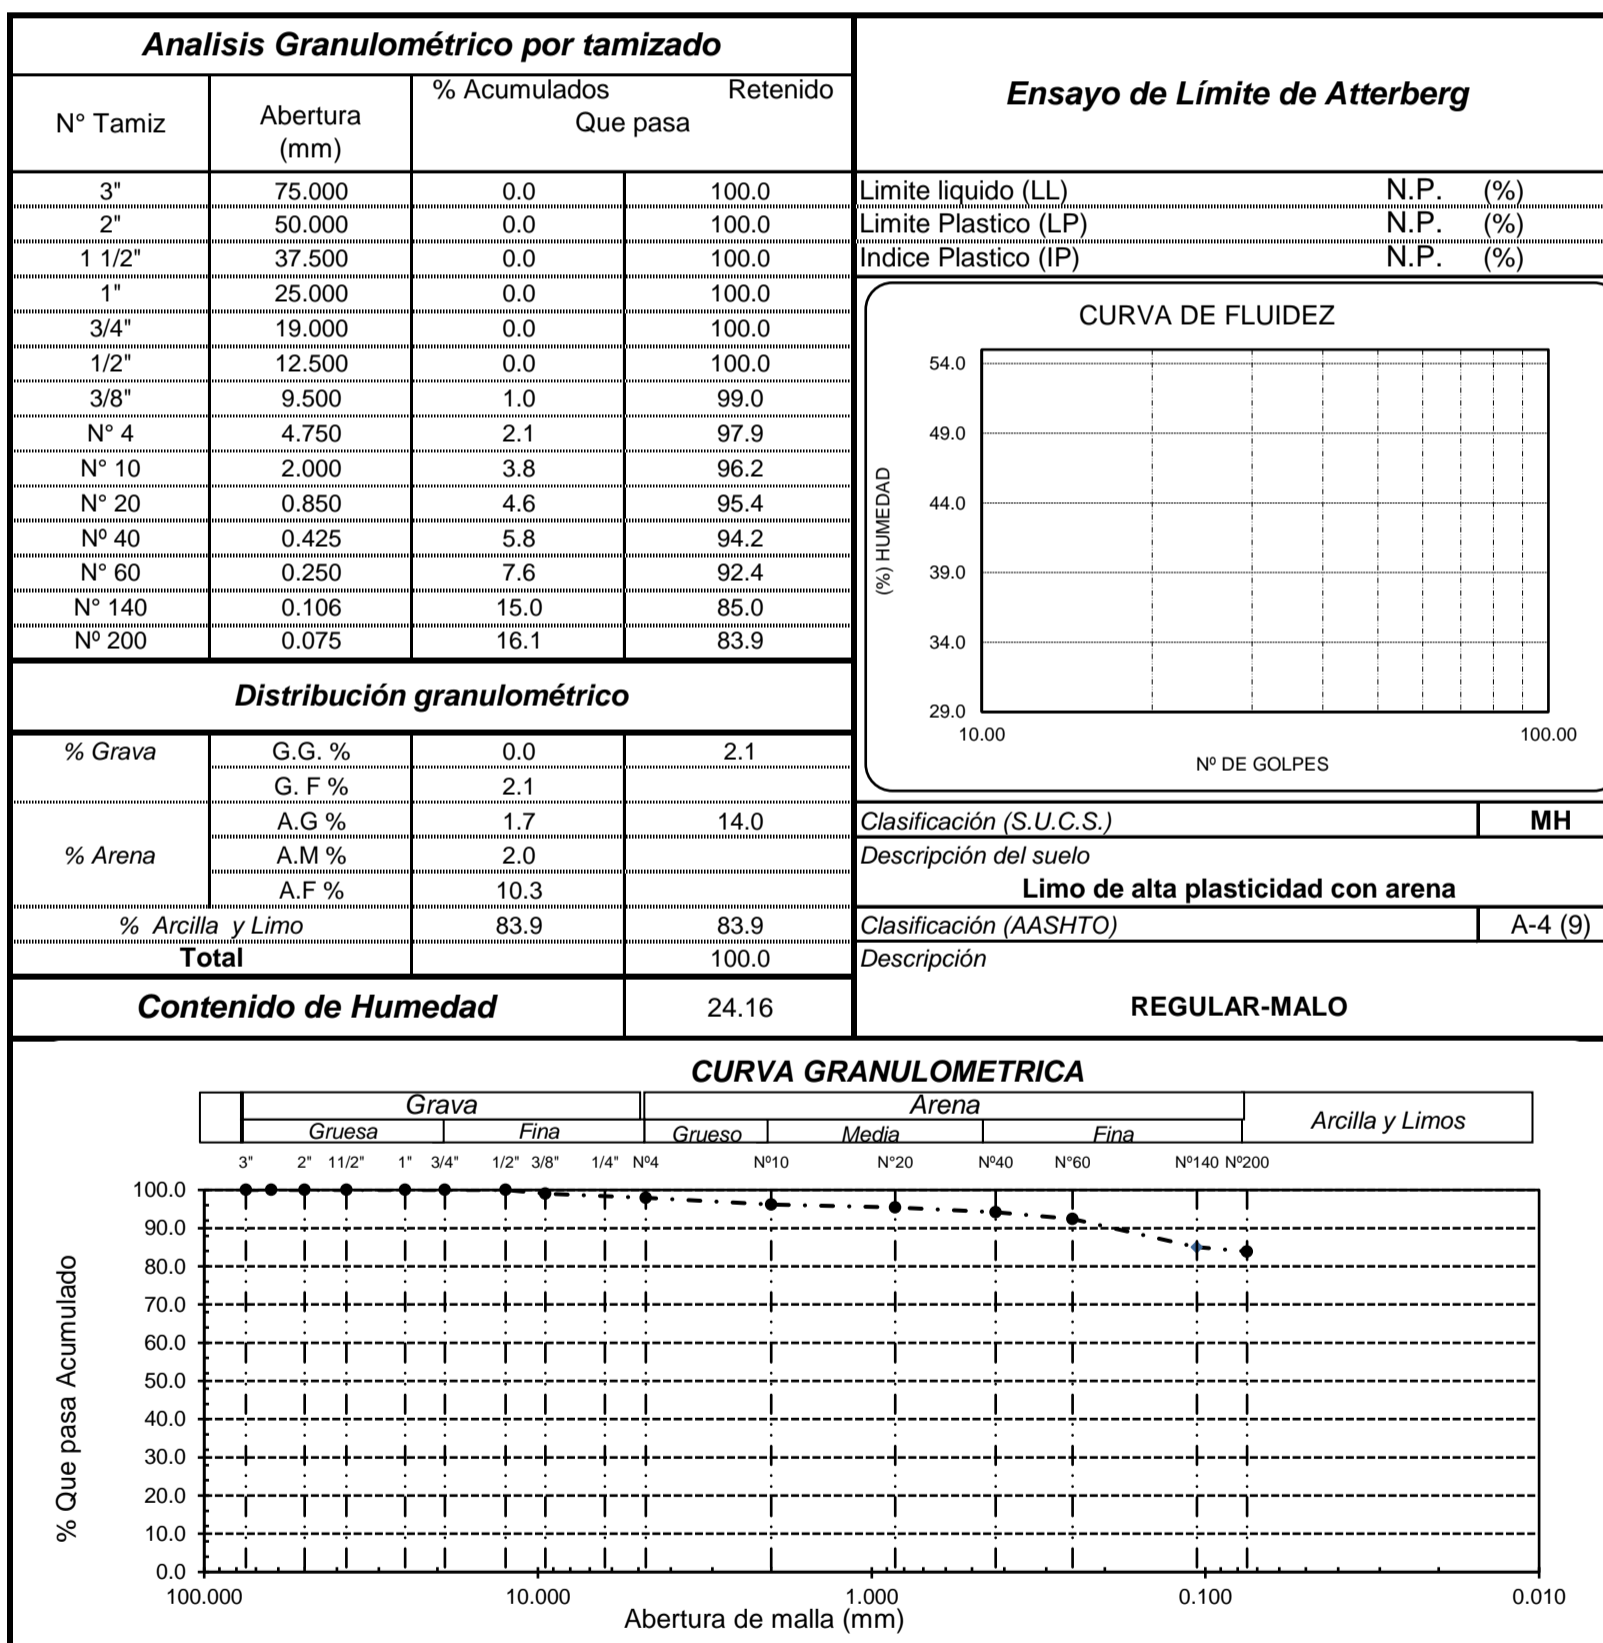 Analisis Granulométrico por tamizado
N° Tamiz Abertura (mm) % Acumulados Retenido Que pasa
3" 75.000 0.0 100.0
2" 50.000 0.0 100.0
1 1/2" 37.500 0.0 100.0
1" 25.000 0.0 100.0
3/4" 19.000 0.0 100.0
1/2" 12.500 0.0 100.0
3/8" 9.500 1.0 99.0
N° 4 4.750 2.1 97.9
N° 10 2.000 3.8 96.2
N° 20 0.850 4.6 95.4
Nº 40 0.425 5.8 94.2
N° 60 0.250 7.6 92.4
N° 140 0.106 15.0 85.0
Nº 200 0.075 16.1 83.9
Distribución granulométrico
% Grava G.G. % 0.0 2.1
G. F % 2.1
A.G % 1.7 14.0
% Arena A.M % 2.0
A.F % 10.3
% Arcilla y Limo 83.9 83.9
Total 100.0
Contenido de Humedad 24.16
Ensayo de Límite de Atterberg
Limite liquido (LL) N.P. (%)
Limite Plastico (LP) N.P. (%)
Indice Plastico (IP) N.P. (%)
CURVA DE FLUIDEZ
54.0
49.0
44.0
39.0
34.0
29.0
(%) HUMEDAD
10.00 100.00
Nº DE GOLPES
Clasificación (S.U.C.S.) MH
Descripción del suelo
Limo de alta plasticidad con arena
Clasificación (AASHTO) A-4 (9)
Descripción
REGULAR-MALO
CURVA GRANULOMETRICA
Grava Arena Arcilla y Limos
Gruesa Fina Grueso Media Fina
3" 2" 11/2" 1" 3/4" 1/2" 3/8" 1/4" Nº4 Nº10 N°20 Nº40 N°60 N°140 Nº200
100.0
90.0
80.0
70.0
60.0
50.0
40.0
30.0
20.0
10.0
0.0
% Que pasa Acumulado
100.000 10.000 1.000 0.100 0.010
Abertura de malla (mm)